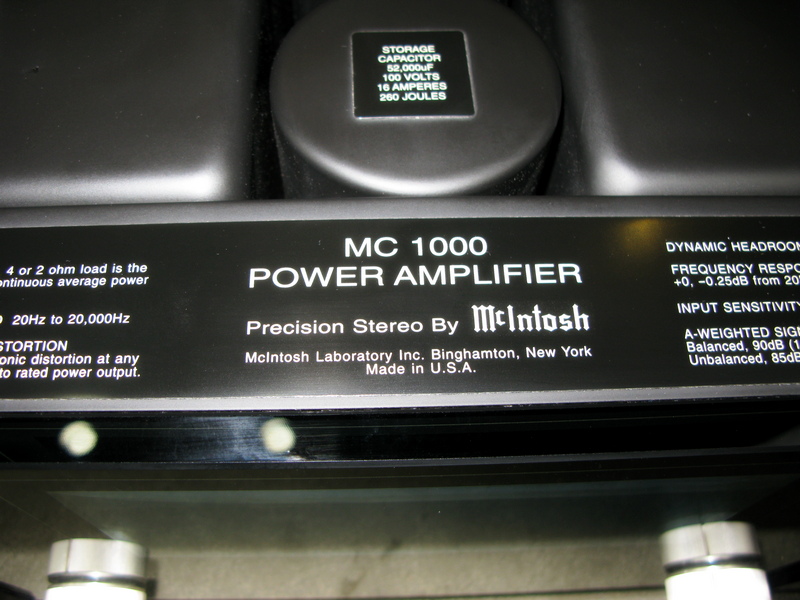 STORAGE
CAPACITOR
52,000uF
100 VOLTS
16 AMPERES
260 JOULES
4 or 2 ohm load is the
continuous average power
20Hz to 20,000Hz
onic distortion at any
to rated power output.
MC 1000
POWER AMPLIFIER
Precision Stereo By McIntosh
McIntosh Laboratory Inc. Binghamton, New York
Made in U.S.A.
DYNAMIC HEADROOM
FREQUENCY RESPO
+0, -0.25dB from 20
INPUT SENSITIVITY
A-WEIGHTED SIG
Balanced, 90dB (1
Unbalanced, 85dB